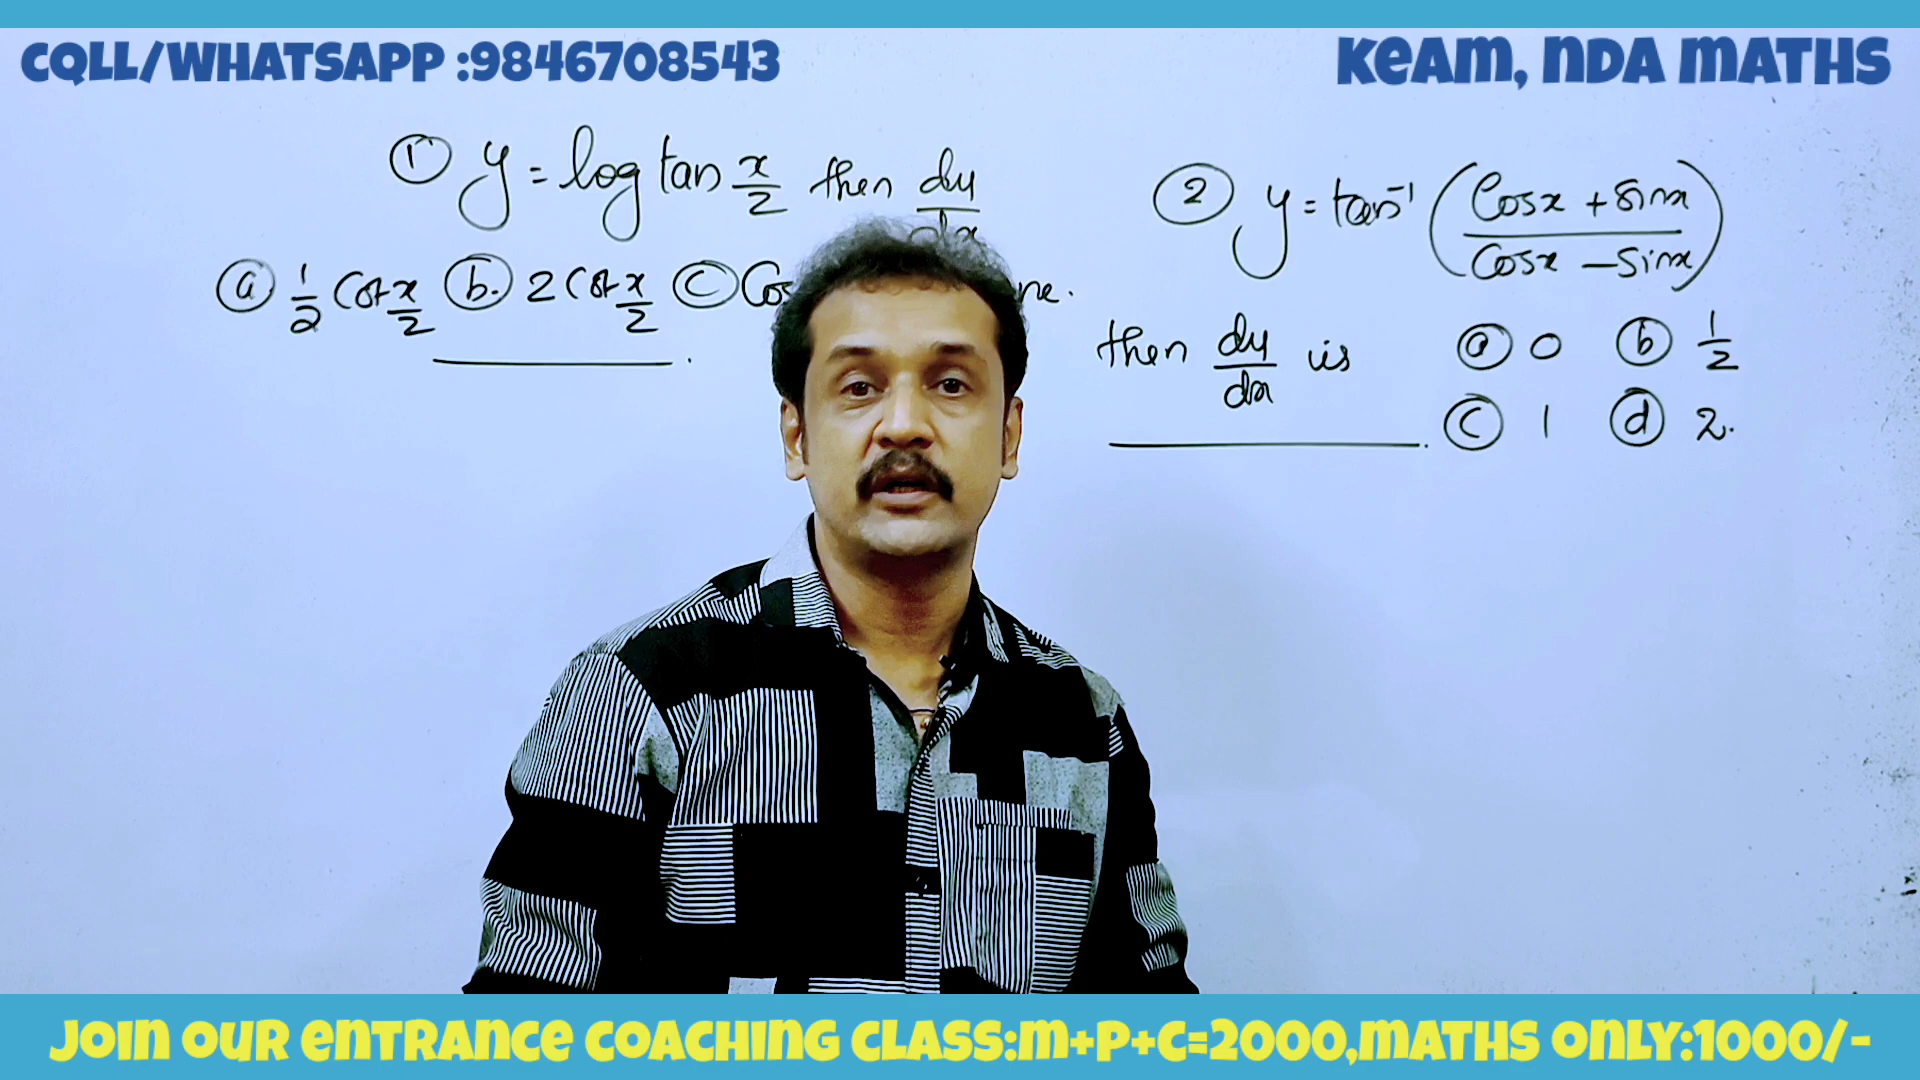 CQLL/WHATSAPP :9846708543
KEAM, NDA MATHS
① y = log tan x/2 then dy/dx
ⓐ 1/2 Cot x/2 ⓑ. 2 Cot x/2 ⓒ
② y = tan⁻¹ (Cosx + Sinx / Cosx – Sinx)
then dy/dx is ⓐ 0 ⓑ 1/2
ⓒ 1 ⓓ 2.
JOIN OUR ENTRANCE COACHING CLASS:M+P+C=2000,MATHS ONLY:1000/-